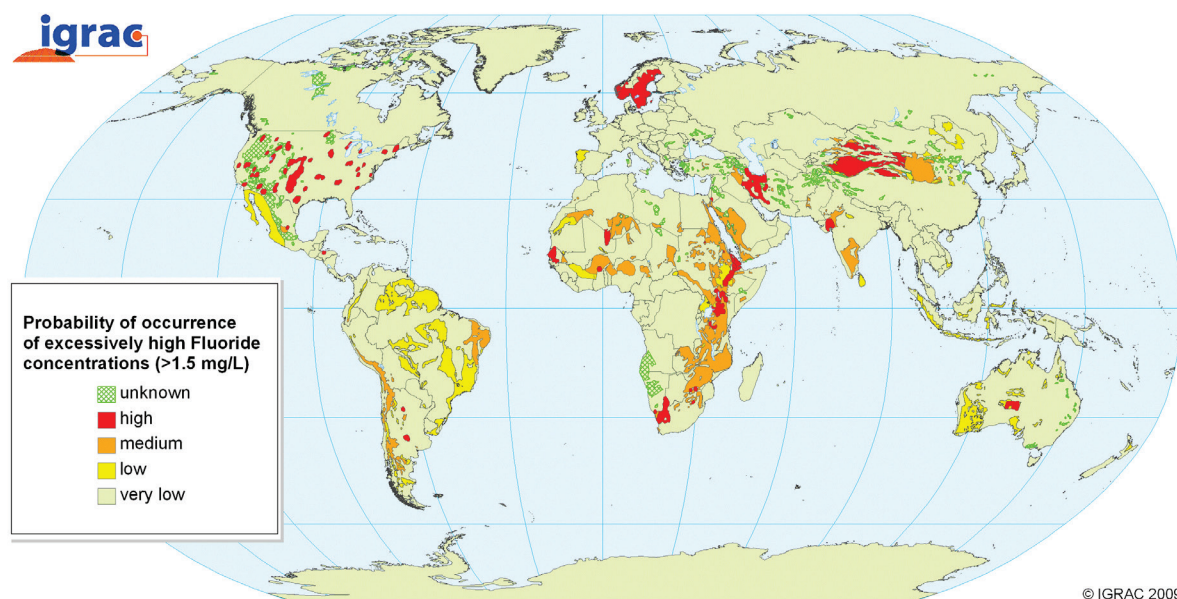 igrac
Probability of occurrence
of excessively high Fluoride
concentrations (>1.5 mg/L)
unknown
high
medium
low
very low
© IGRAC 2009